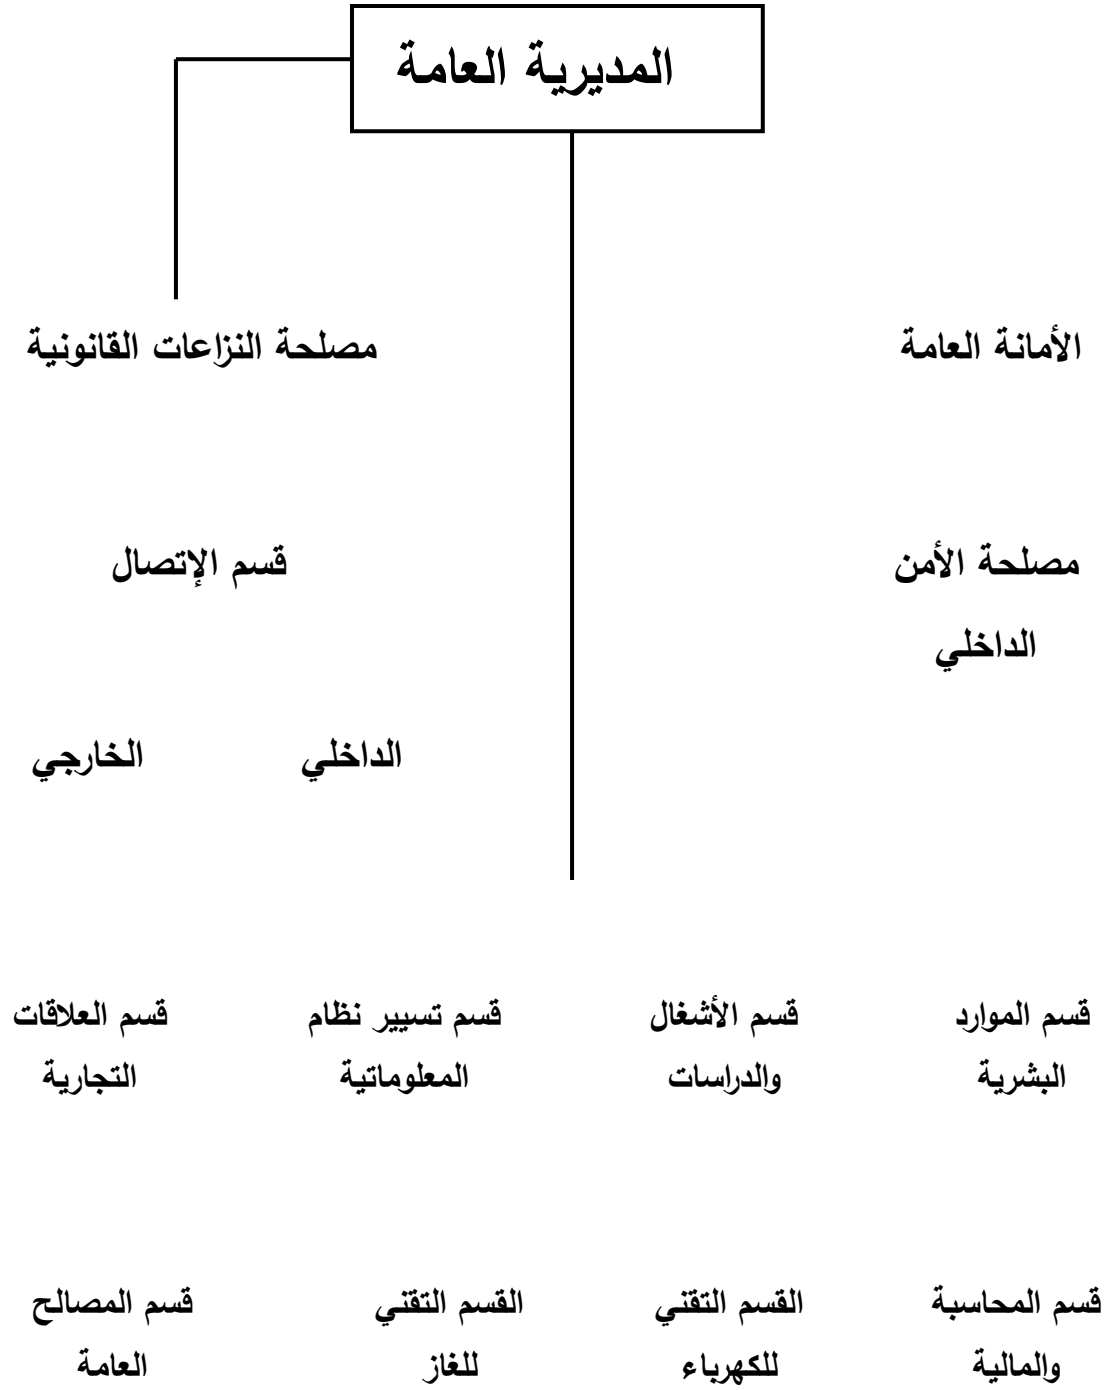 المديرية العامة
الأمانة العامة
مصلحة النزاعات القانونية
مصلحة الأمن
الداخلي
قسم الإتصال
الداخلي
الخارجي
قسم الموارد
البشرية
قسم الأشغال
والدراسات
قسم تسيير نظام
المعلوماتية
قسم العلاقات
التجارية
قسم المحاسبة
والمالية
القسم التقني
للكهرباء
القسم التقني
للغاز
قسم المصالح
العامة